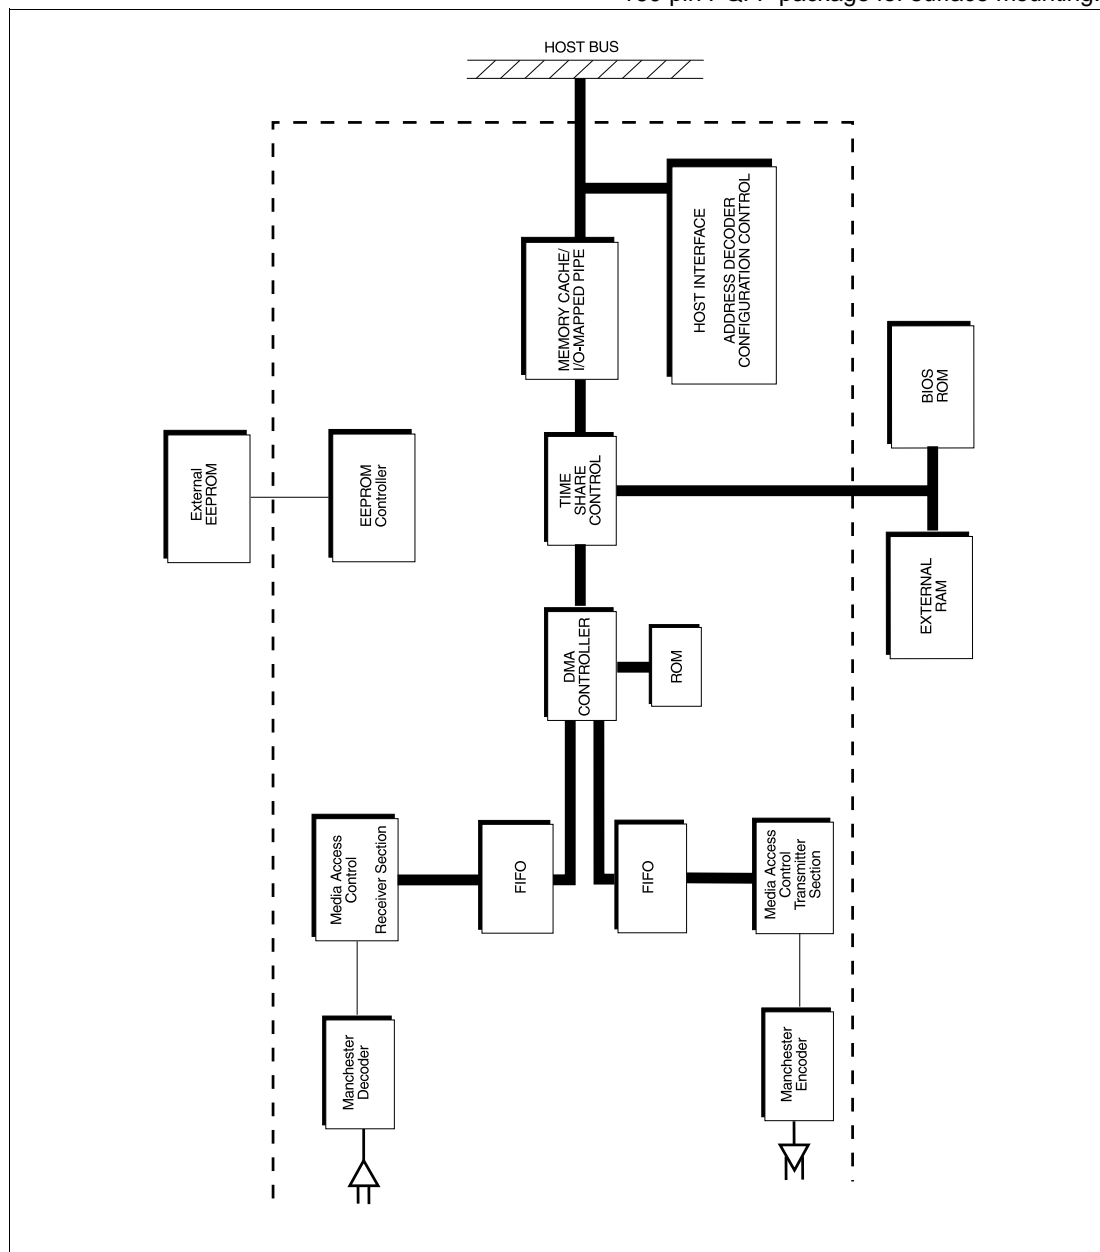 HOST BUS
HOST INTERFACE
ADDRESS DECODER
CONFIGURATION CONTROL
MEMORY CACHE/
I/O-MAPPED PIPE
BIOS
ROM
External
EEPROM
EEPROM
Controller
TIME
SHARE
CONTROL
EXTERNAL
RAM
DMA
CONTROLLER
ROM
Media Access
Control
Receiver Section
FIFO
FIFO
Media Access
Control
Transmitter
Section
Manchester
Decoder
Manchester
Encoder